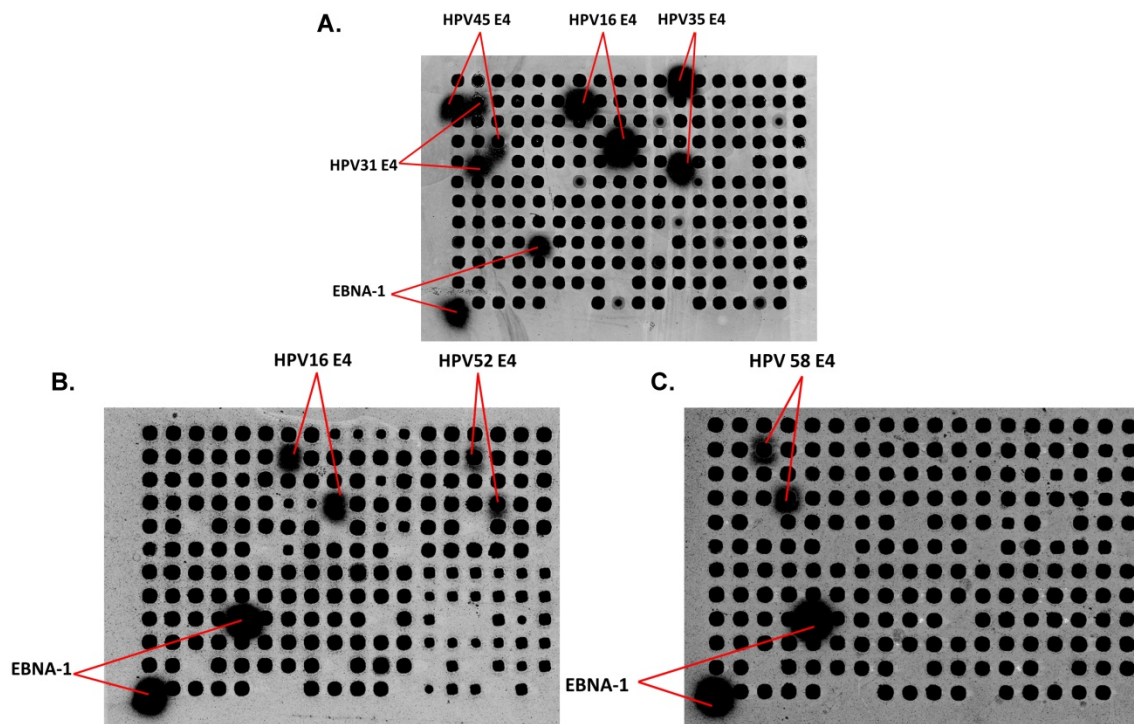 A.
HPV45 E4
HPV16 E4
HPV35 E4
HPV31 E4
EBNA-1
B.
HPV16 E4
HPV52 E4
EBNA-1
C.
HPV 58 E4
EBNA-1